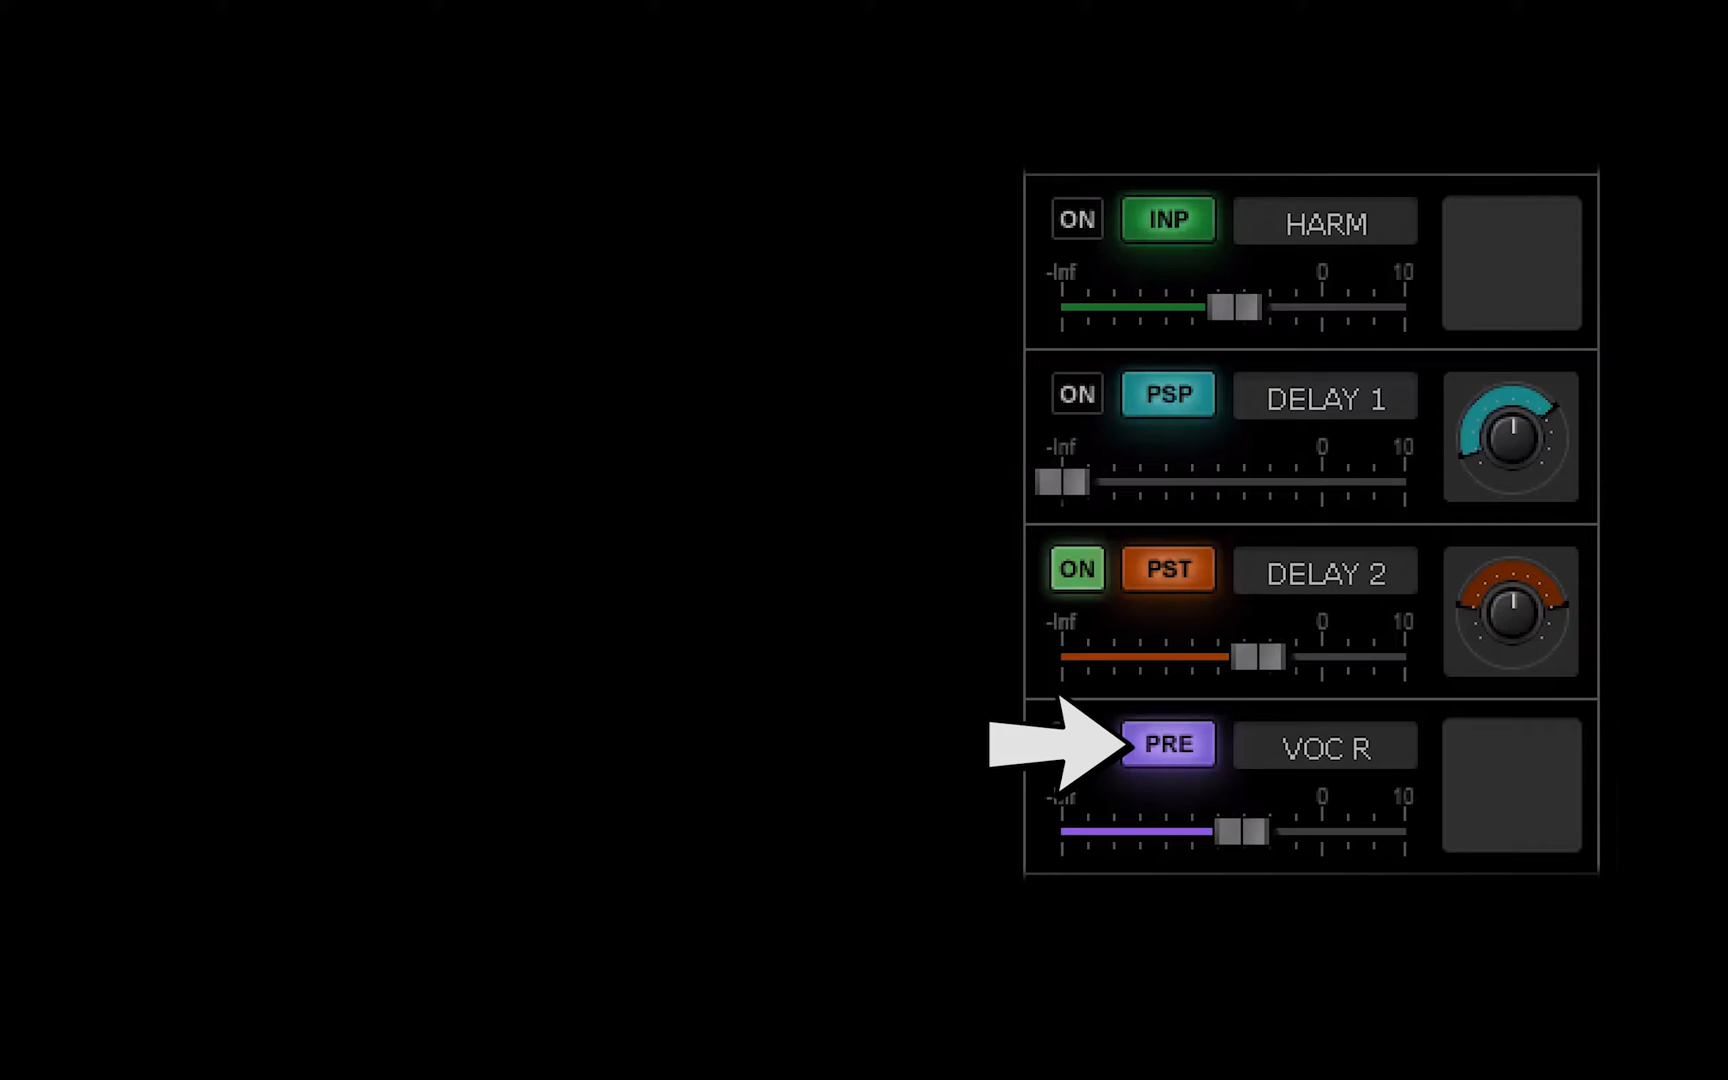 ON INP HARM
-Inf 0 10
ON PSP DELAY 1
-Inf 0 10
ON PST DELAY 2
-Inf 0 10
PRE VOC R
-Inf 0 10